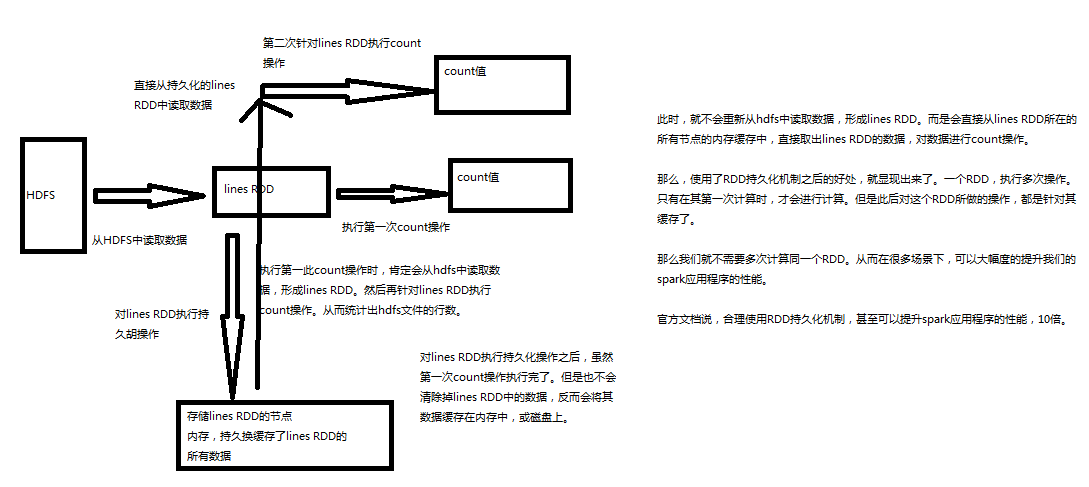 第二次针对lines RDD执行count
操作
count值
直接从持久化的lines
RDD中读取数据
HDFS
lines RDD
count值
从HDFS中读取数据
执行第一次count操作
执行第一此count操作时，肯定会从hdfs中读取数
据，形成lines RDD。然后再针对lines RDD执行
count操作。从而统计出hdfs文件的行数。
对lines RDD执行持
久胡操作
对lines RDD执行持久化操作之后，虽然
第一次count操作执行完了。但是也不会
清除掉lines RDD中的数据，反而会将其
数据缓存在内存中，或磁盘上。
存储lines RDD的节点
内存，持久换缓存了lines RDD的
所有数据
此时，就不会重新从hdfs中读取数据，形成lines RDD。而是会直接从lines RDD所在的
所有节点的内存缓存中，直接取出lines RDD的数据，对数据进行count操作。
那么，使用了RDD持久化机制之后的好处，就显现出来了。一个RDD，执行多次操作。
只有在其第一次计算时，才会进行计算。但是此后对这个RDD所做的操作，都是针对其
缓存了。
那么我们就不需要多次计算同一个RDD。从而在很多场景下，可以大幅度的提升我们的
spark应用程序的性能。
官方文档说，合理使用RDD持久化机制，甚至可以提升spark应用程序的性能，10倍。